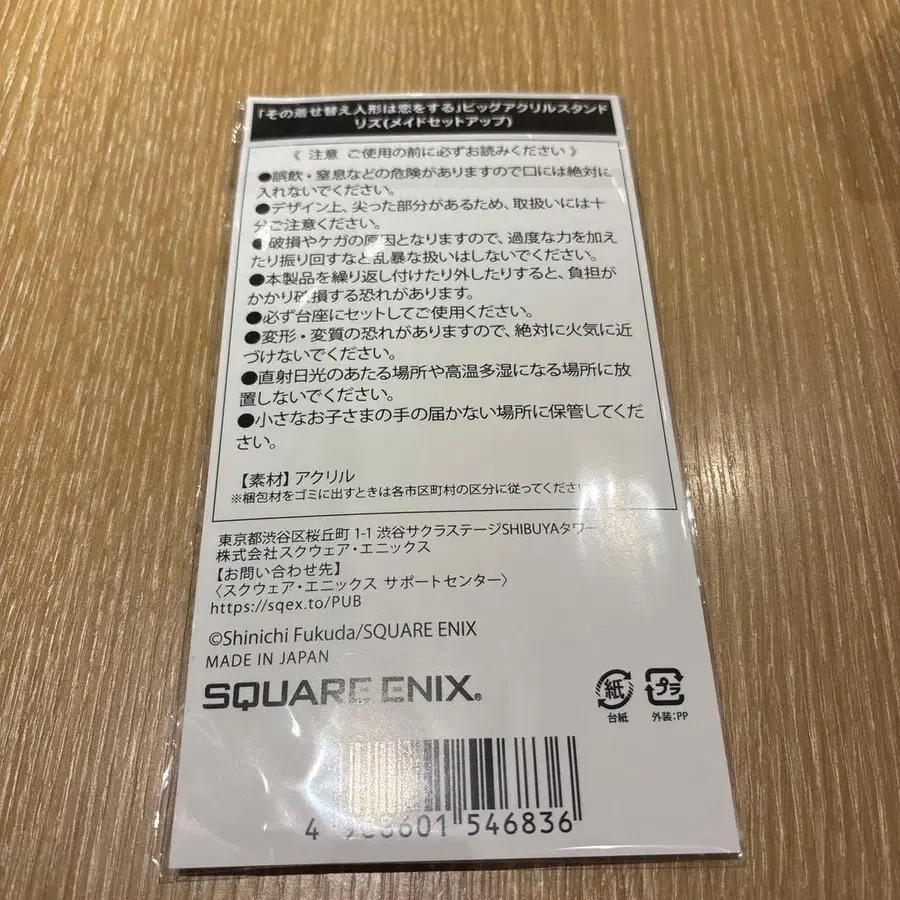 「その着せ替え人形は恋をする」ビッグアクリルスタンド
リズ(メイドセットアップ)
《 注意 ご使用の前に必ずお読みください 》
●誤飲・窒息などの危険がありますので口には絶対に
入れないでください。
●デザイン上、尖った部分があるため、取扱いには十
分ご注意ください。
●破損やケガの原因となりますので、過度な力を加え
たり振り回すなど乱暴な扱いはしないでください。
●本製品を繰り返し付けたり外したりすると、負担が
かかり破損する恐れがあります。
●必ず台座にセットしてご使用ください。
●変形・変質の恐れがありますので、絶対に火気に近
づけないでください。
●直射日光のあたる場所や高温多湿になる場所に放
置しないでください。
●小さなお子さまの手の届かない場所に保管してくだ
さい。
【素材】アクリル
※梱包材をゴミに出すときは各市区町村の区分に従ってくださ
東京都渋谷区桜丘町 1-1 渋谷サクラステージSHIBUYAタワー
株式会社スクウェア・エニックス
【お問い合わせ先】
〈スクウェア・エニックス サポートセンター〉
https://sqex.to/PUB
©Shinichi Fukuda/SQUARE ENIX
MADE IN JAPAN
SQUARE ENIX®
紙 プラ
台紙 外装:PP
4 546836